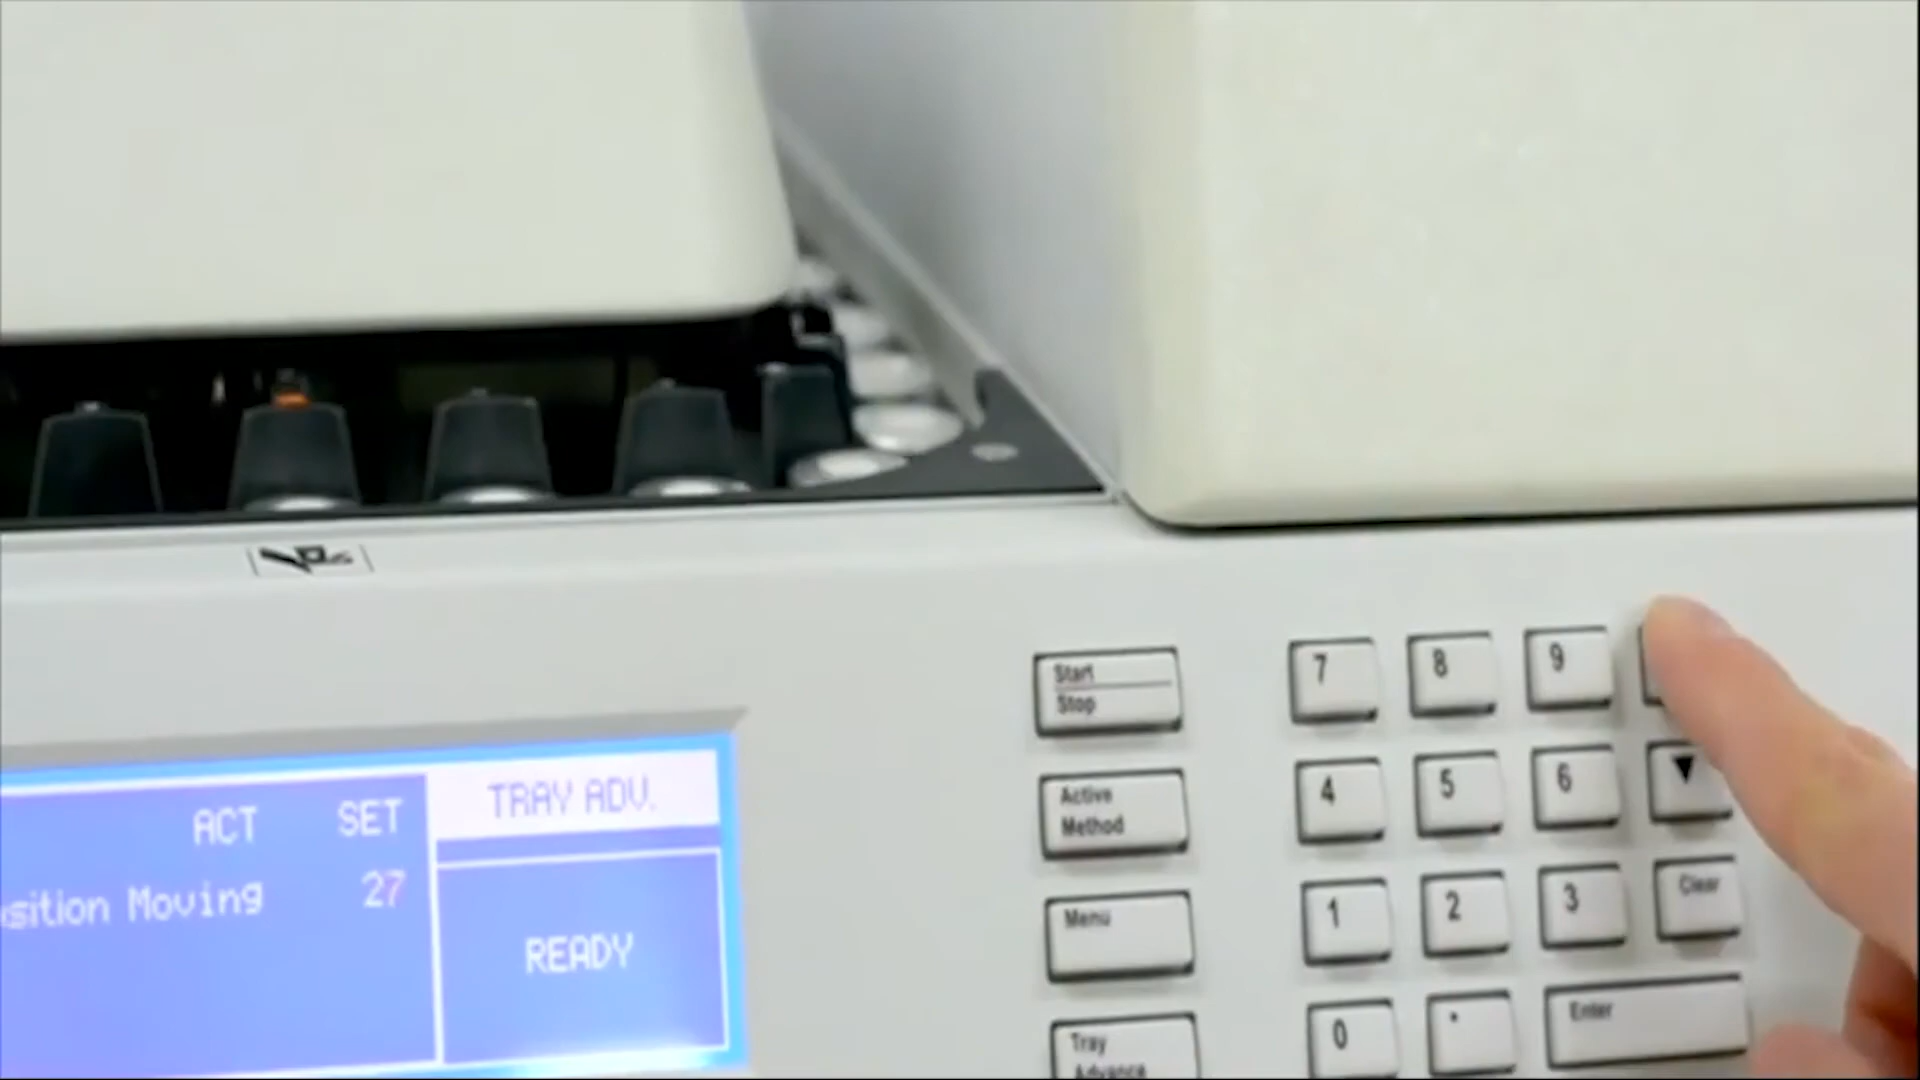 ACT SET
TRAY ADV.
Moving 27
READY
Start
Stop
7 8 9
Active
Method
4 5 6 ▼
Menu
1 2 3 Clear
Tray
Advance
0 . Enter